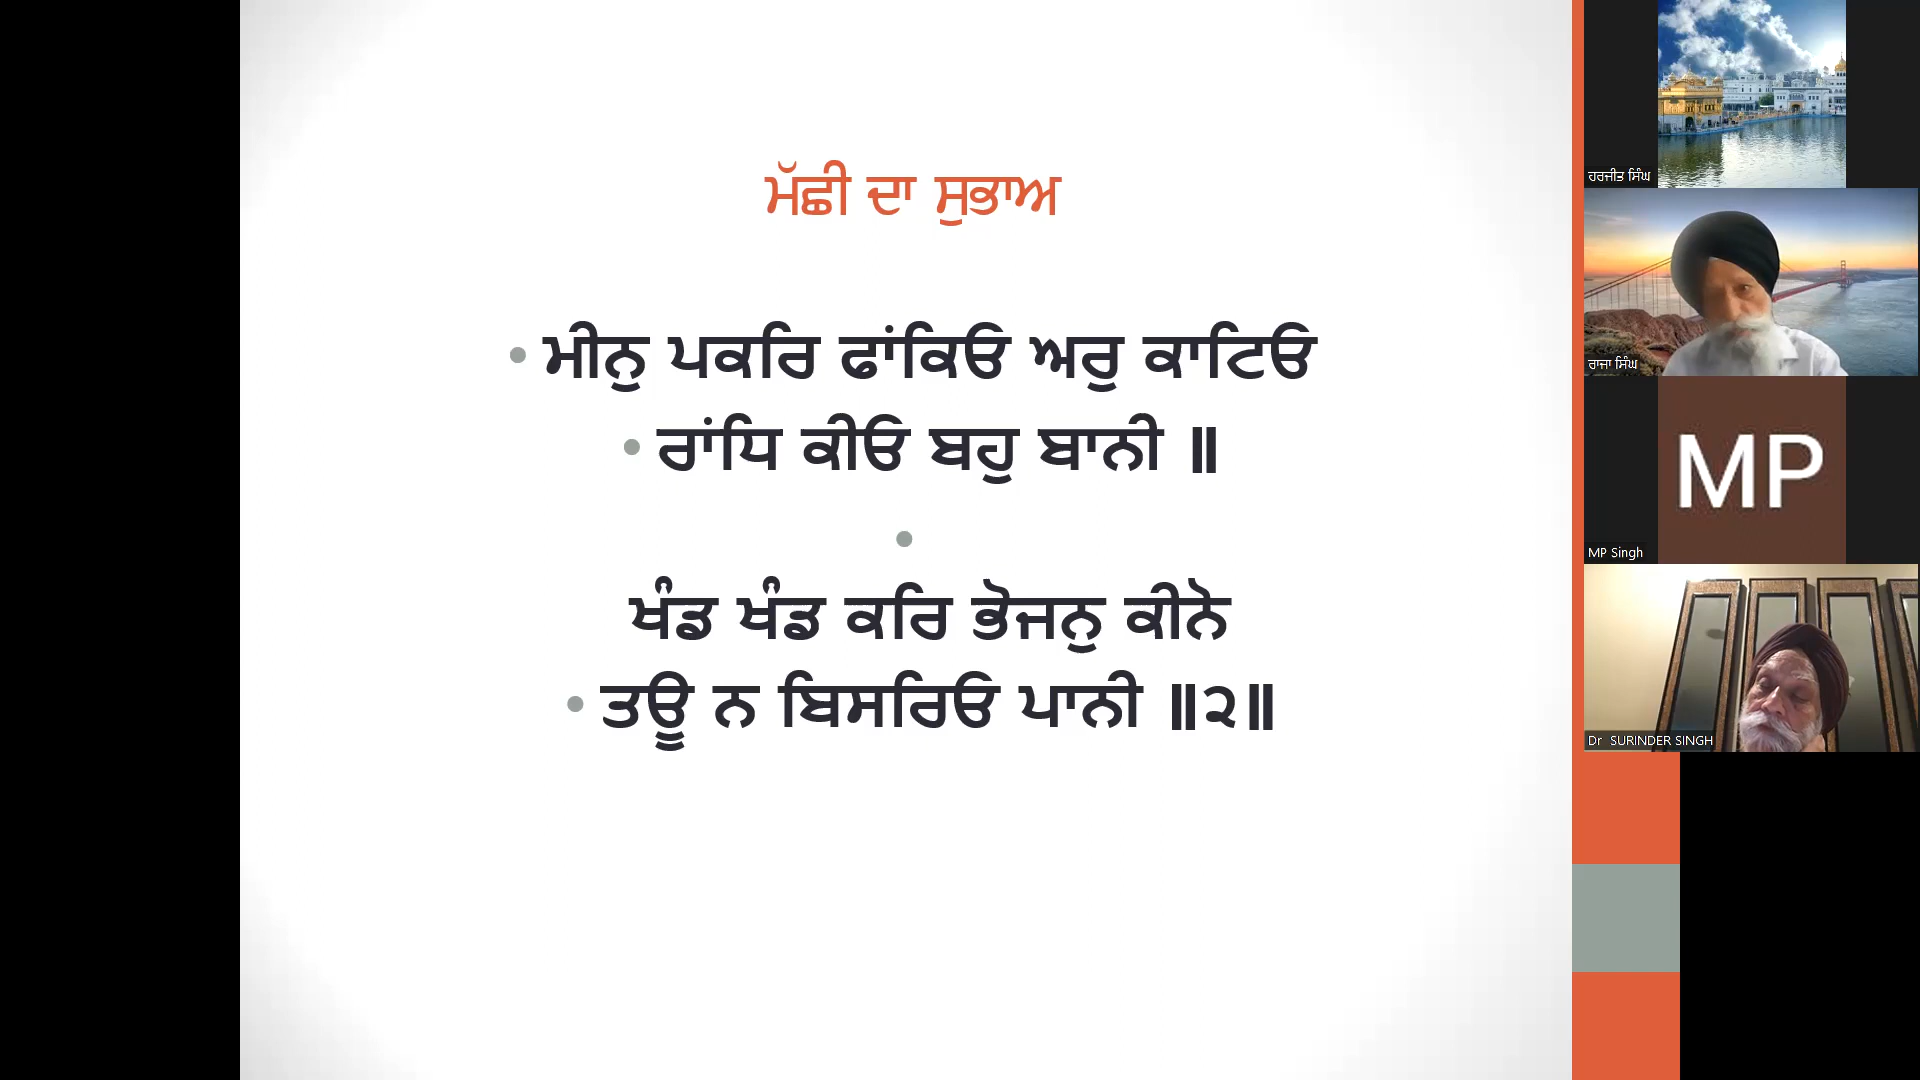 ਮੱਛੀ ਦਾ ਸੁਭਾਅ
• ਮੀਨੁ ਪਕਰਿ ਫਾਂਕਿਓ ਅਰੁ ਕਾਟਿਓ
• ਰਾਂਧਿ ਕੀਓ ਬਹੁ ਬਾਨੀ ॥
•
ਖੰਡ ਖੰਡ ਕਰਿ ਭੋਜਨੁ ਕੀਨੋ
• ਤਊ ਨ ਬਿਸਰਿਓ ਪਾਨੀ ॥੨॥
ਹਰਜੀਤ ਸਿੰਘ
ਰਾਜਾ ਸਿੰਘ
MP
MP Singh
Dr SURINDER SINGH